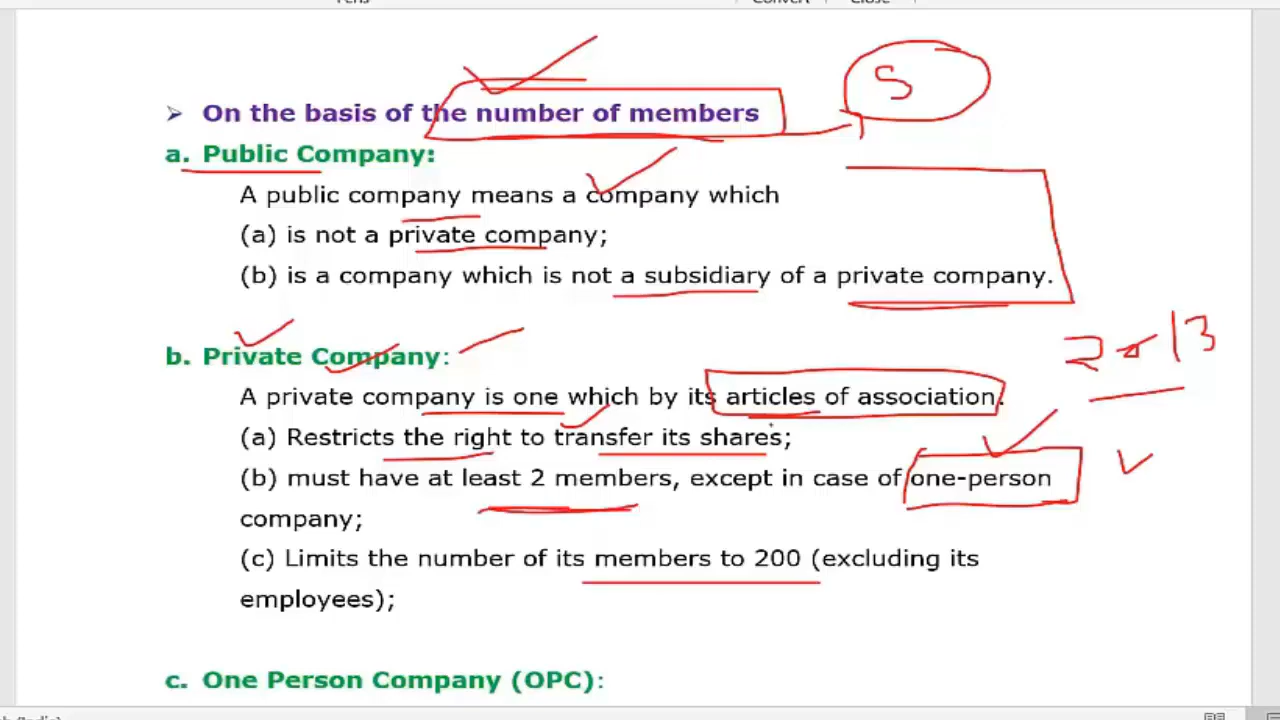 ➢ On the basis of the number of members
S
a. Public Company:
A public company means a company which
(a) is not a private company;
(b) is a company which is not a subsidiary of a private company.
2013
b. Private Company:
A private company is one which by its articles of association.
(a) Restricts the right to transfer its shares;
(b) must have at least 2 members, except in case of one-person
company;
(c) Limits the number of its members to 200 (excluding its
employees);
c. One Person Company (OPC):